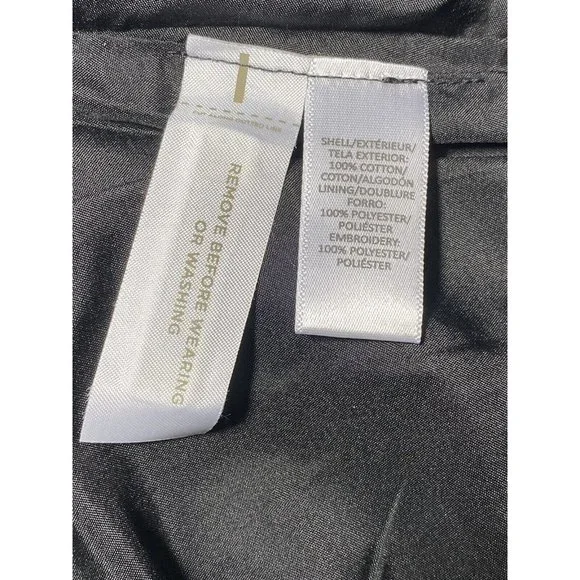 REMOVE BEFORE WEARING
OR WASHING
SHELL/EXTÉRIEUR/
TELA EXTERIOR:
100% COTTON/
COTON/ALGODÓN
LINING/DOUBLURE
FORRO:
100% POLYESTER/
POLIÉSTER
EMBROIDERY:
100% POLYESTER/
POLIÉSTER